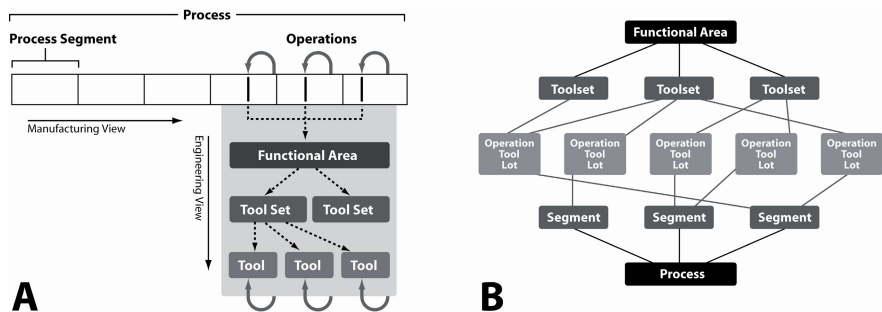 Process
Process Segment
Operations
Manufacturing View
Engineering View
Functional Area
Tool Set
Tool Set
Tool
Tool
Tool
A
Functional Area
Toolset
Toolset
Toolset
Operation
Tool
Lot
Operation
Tool
Lot
Operation
Tool
Lot
Operation
Tool
Lot
Operation
Tool
Lot
Segment
Segment
Segment
Process
B